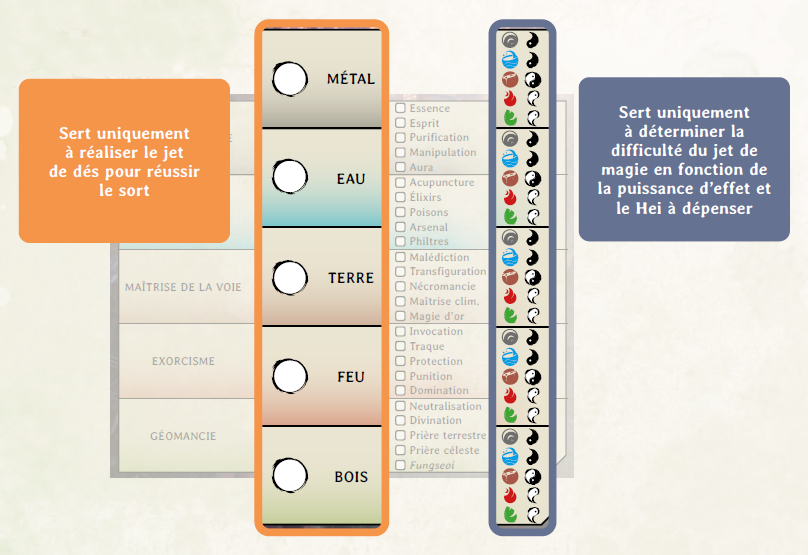 Sert uniquement
à réaliser le jet
de dés pour réussir
le sort
MÉTAL
EAU
TERRE
FEU
BOIS
E
MAÎTRISE DE LA VOIE
EXORCISME
GÉOMANCIE
Essence
Esprit
Purification
Manipulation
Aura
Acupuncture
Élixirs
Poisons
Arsenal
Philtres
Malédiction
Transfiguration
Nécromancie
Maîtrise clim.
Magie d'or
Invocation
Traque
Protection
Punition
Domination
Neutralisation
Divination
Prière terrestre
Prière céleste
Fungseoi
Sert uniquement
à déterminer la
difficulté du jet de
magie en fonction de
la puissance d'effet et
le Hei à dépenser